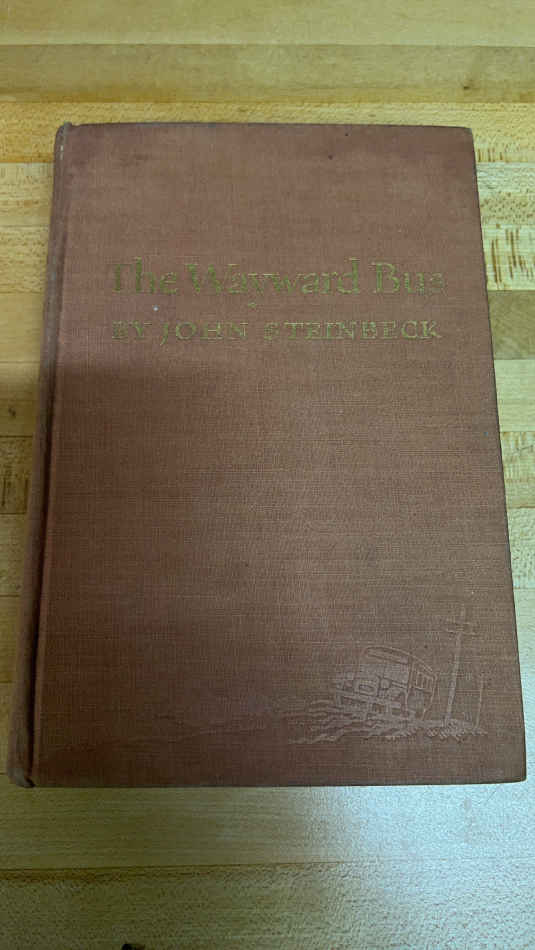 The Wayward Bus
BY JOHN STEINBECK